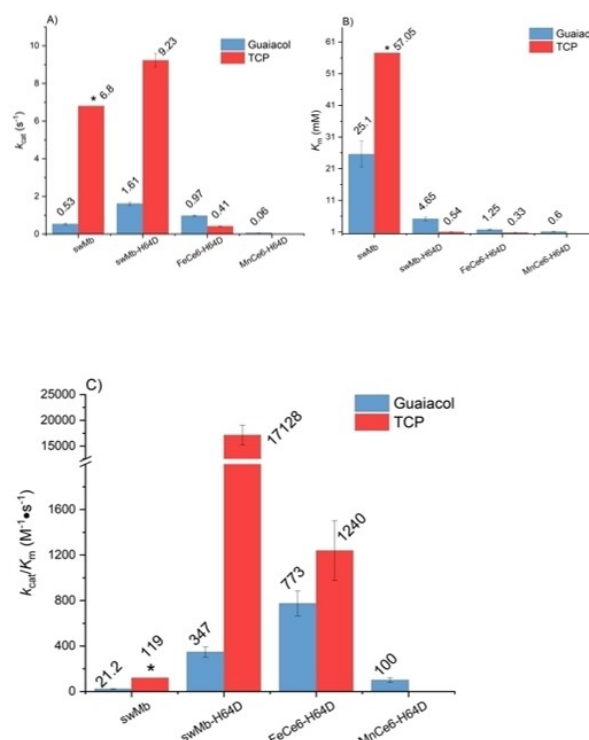 A)
Guaiacol
TCP
10
8
6
4
2
0
kcat (s⁻¹)
0.53
* 6.8
1.61
9.23
0.97
0.41
0.06
swMb
swMb-H64D
FeCe6-H64D
MnCe6-H64D
B)
Guaiacol
TCP
61
51
41
31
21
11
1
Km (mM)
25.1
* 57.05
4.65
0.54
1.25
0.33
0.6
swMb
swMb-H64D
FeCe6-H64D
MnCe6-H64D
C)
Guaiacol
TCP
25000
20000
15000
1600
1200
800
400
0
kcat/Km (M⁻¹•s⁻¹)
21.2
119
*
347
17128
773
1240
100
swMb
swMb-H64D
FeCe6-H64D
MnCe6-H64D